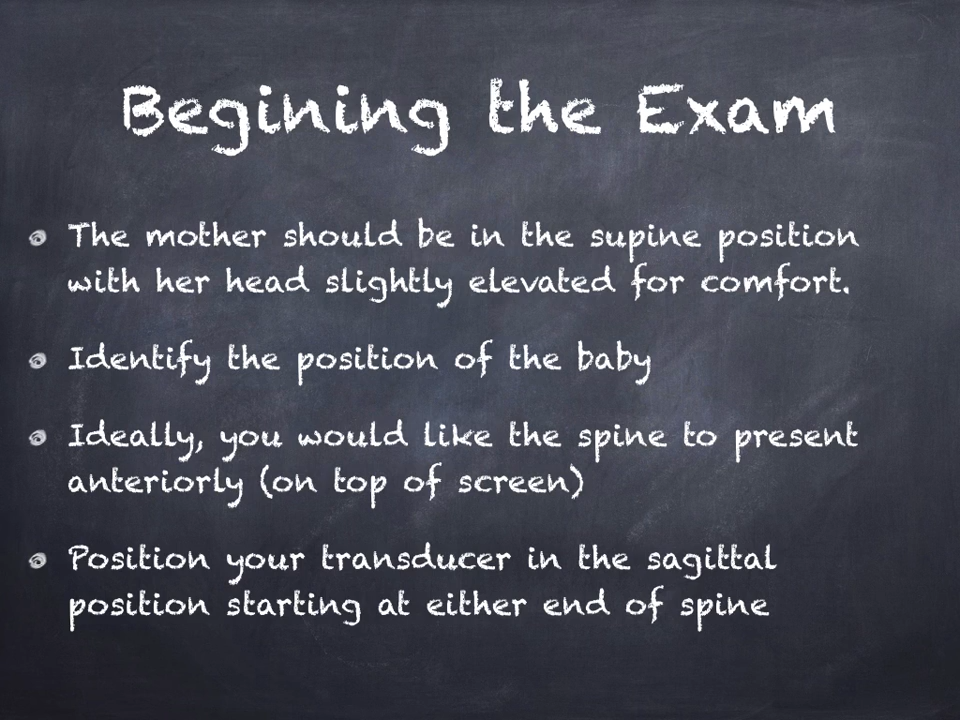 Begining the Exam
The mother should be in the supine position
with her head slightly elevated for comfort.
Identify the position of the baby
Ideally, you would like the spine to present
anteriorly (on top of screen)
Position your transducer in the sagittal
position starting at either end of spine